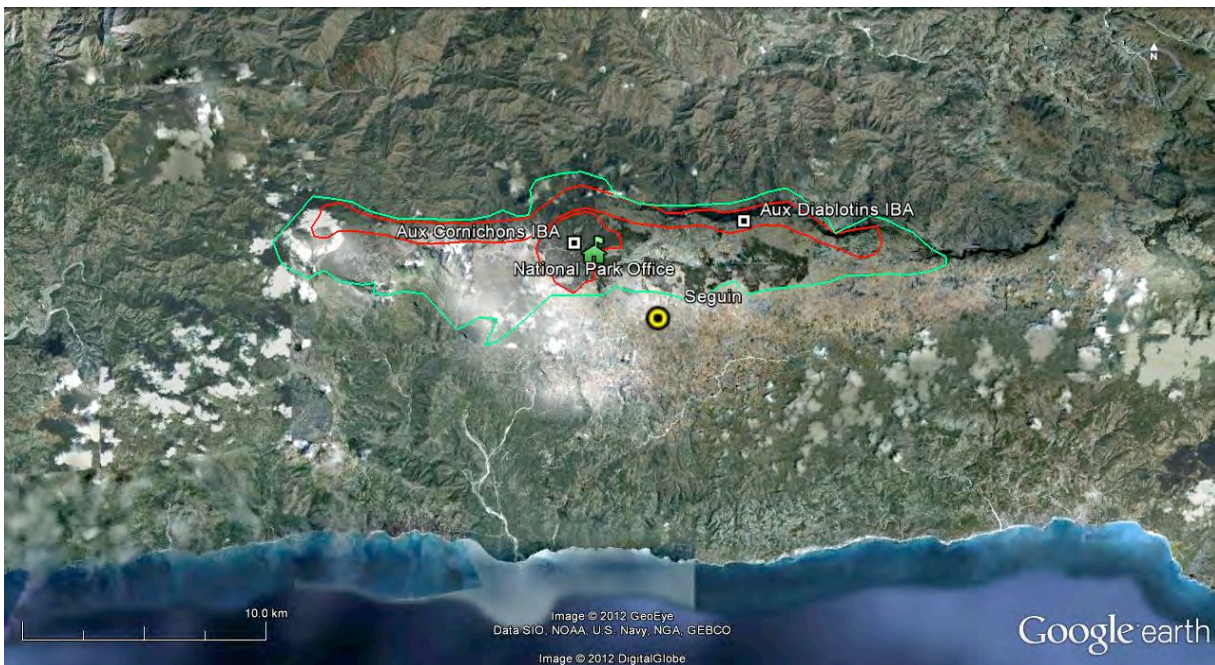 N
Aux Diablotins IBA
Aux Cornichons IBA
National Park Office
Seguin
10.0 km
Image © 2012 GeoEye
Data SIO, NOAA, U.S. Navy, NGA, GEBCO
Image © 2012 DigitalGlobe
Google earth